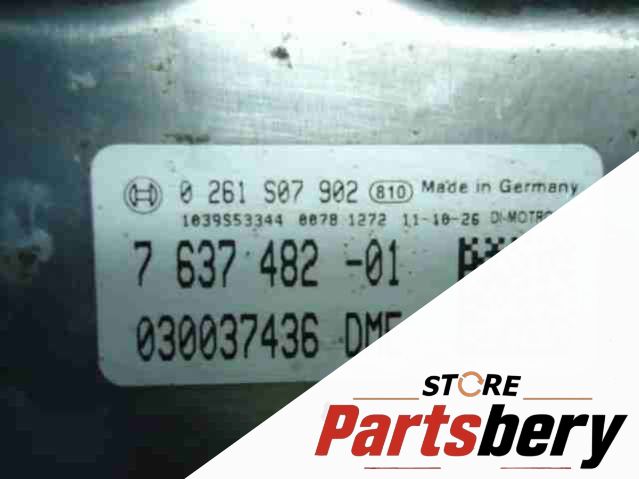 0 261 S07 902 810 Made in Germany
1039S53344 0078 1272 11-10-26
7 637 482 -01
030037436
STORE
Partsbery